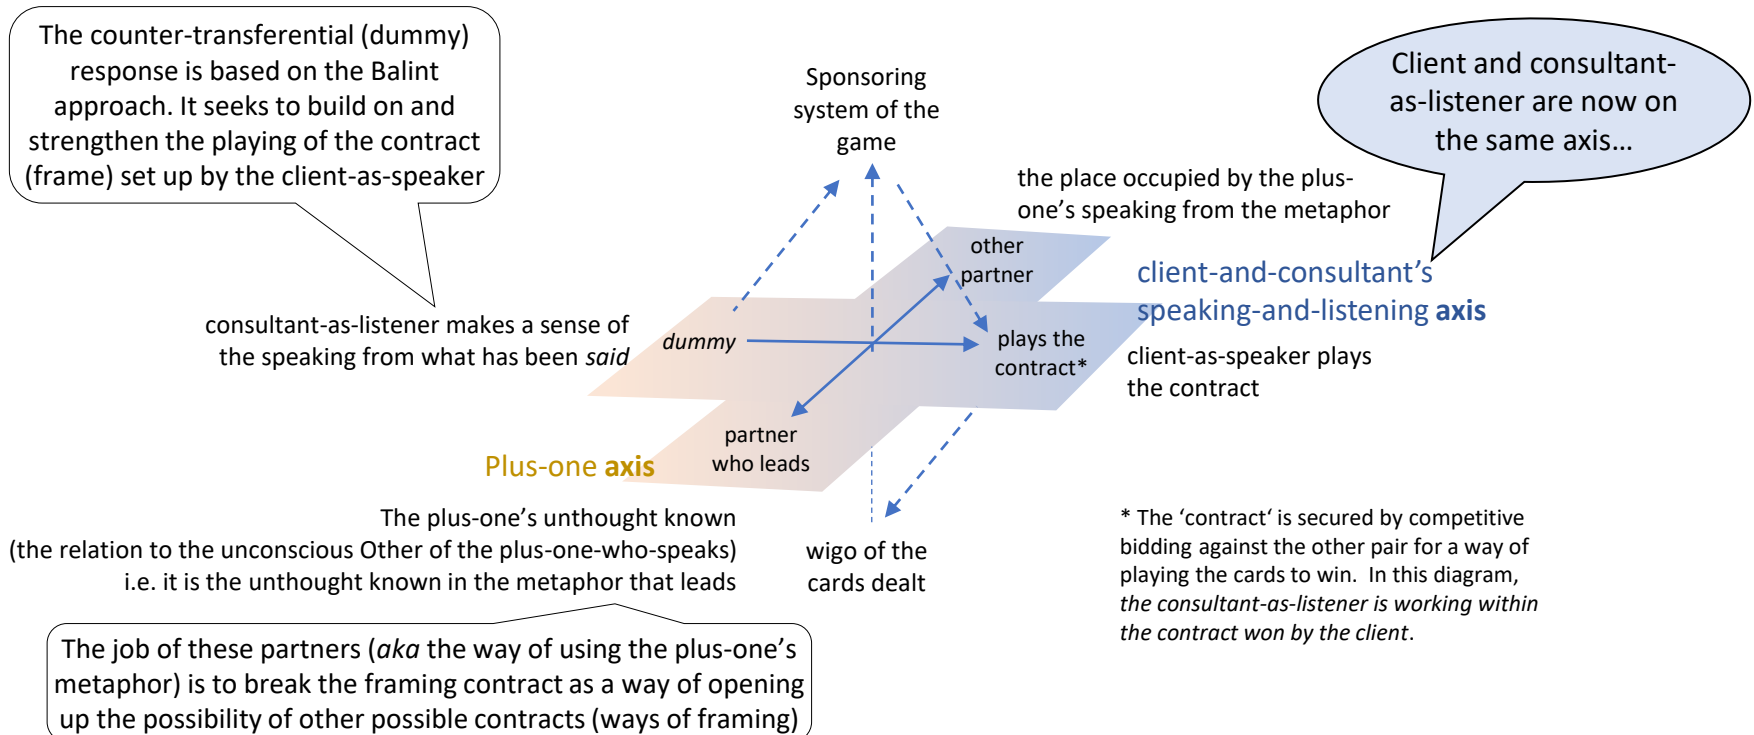 The counter-transferential (dummy)
response is based on the Balint
approach. It seeks to build on and
strengthen the playing of the contract
(frame) set up by the client-as-speaker
Sponsoring
system of the
game
Client and consultant-
as-listener are now on
the same axis...
the place occupied by the plus-
one's speaking from the metaphor
other
partner
client-and-consultant's
speaking-and-listening axis
consultant-as-listener makes a sense of
the speaking from what has been said
dummy
plays the
contract*
client-as-speaker plays
the contract
partner
who leads
Plus-one axis
The plus-one's unthought known
(the relation to the unconscious Other of the plus-one-who-speaks)
i.e. it is the unthought known in the metaphor that leads
wigo of the
cards dealt
* The 'contract' is secured by competitive
bidding against the other pair for a way of
playing the cards to win. In this diagram,
the consultant-as-listener is working within
the contract won by the client.
The job of these partners (aka the way of using the plus-one's
metaphor) is to break the framing contract as a way of opening
up the possibility of other possible contracts (ways of framing)